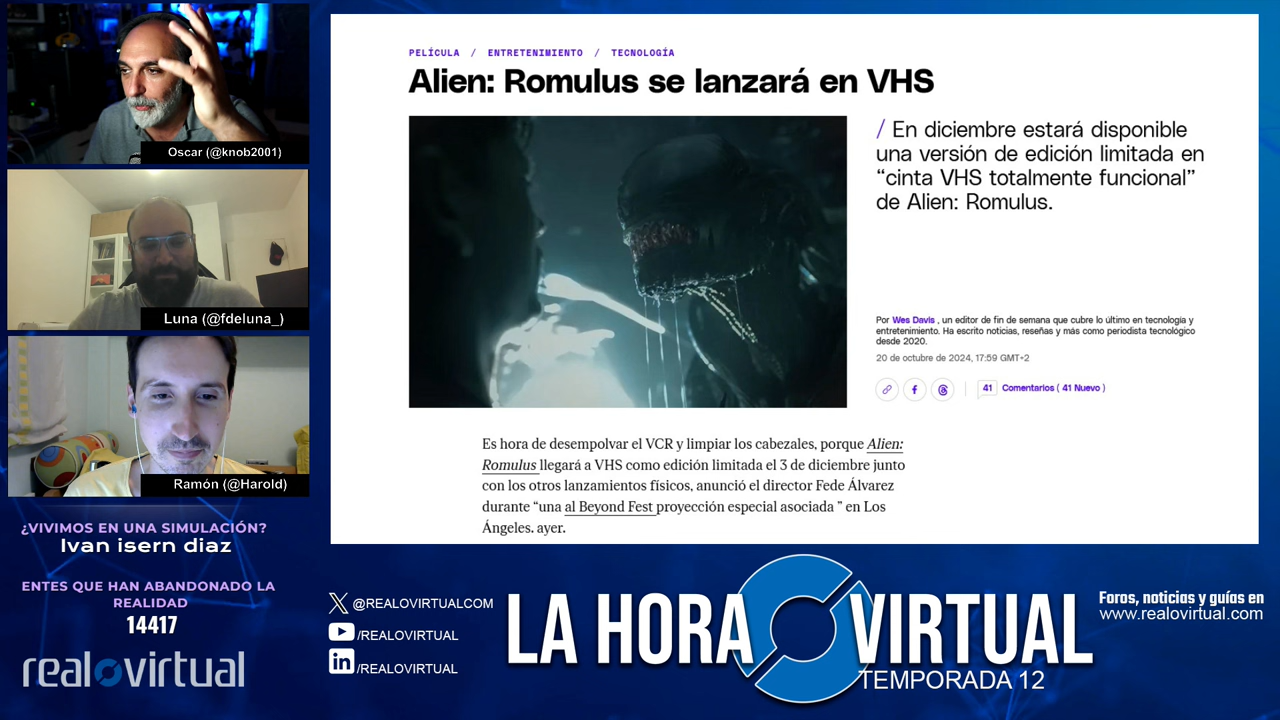 Oscar (@knob2001)
Luna (@fdeluna_)
Ramón (@Harold)
¿VIVIMOS EN UNA SIMULACIÓN?
Ivan isern diaz
ENTES QUE HAN ABANDONADO LA
REALIDAD
14417
realovirtual
PELÍCULA / ENTRETENIMIENTO / TECNOLOGÍA
Alien: Romulus se lanzará en VHS
/ En diciembre estará disponible
una versión de edición limitada en
“cinta VHS totalmente funcional”
de Alien: Romulus.
Por Wes Davis , un editor de fin de semana que cubre lo último en tecnología y
entretenimiento. Ha escrito noticias, reseñas y más como periodista tecnológico
desde 2020.
20 de octubre de 2024, 17:59 GMT+2
41 Comentarios ( 41 Nuevo )
Es hora de desempolvar el VCR y limpiar los cabezales, porque Alien:
Romulus llegará a VHS como edición limitada el 3 de diciembre junto
con los otros lanzamientos físicos, anunció el director Fede Álvarez
durante “una al Beyond Fest proyección especial asociada ” en Los
Ángeles. ayer.
@REALOVIRTUALCOM
/REALOVIRTUAL
/REALOVIRTUAL
LA HORA VIRTUAL
TEMPORADA 12
Foros, noticias y guías en
www.realovirtual.com